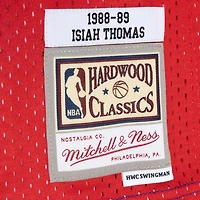 1988-89
ISIAH THOMAS
NBA
HARDWOOD
CLASSICS
NOSTALGIA CO.
Mitchell & Ness
PHILADELPHIA, PA.
HWC SWINGMAN